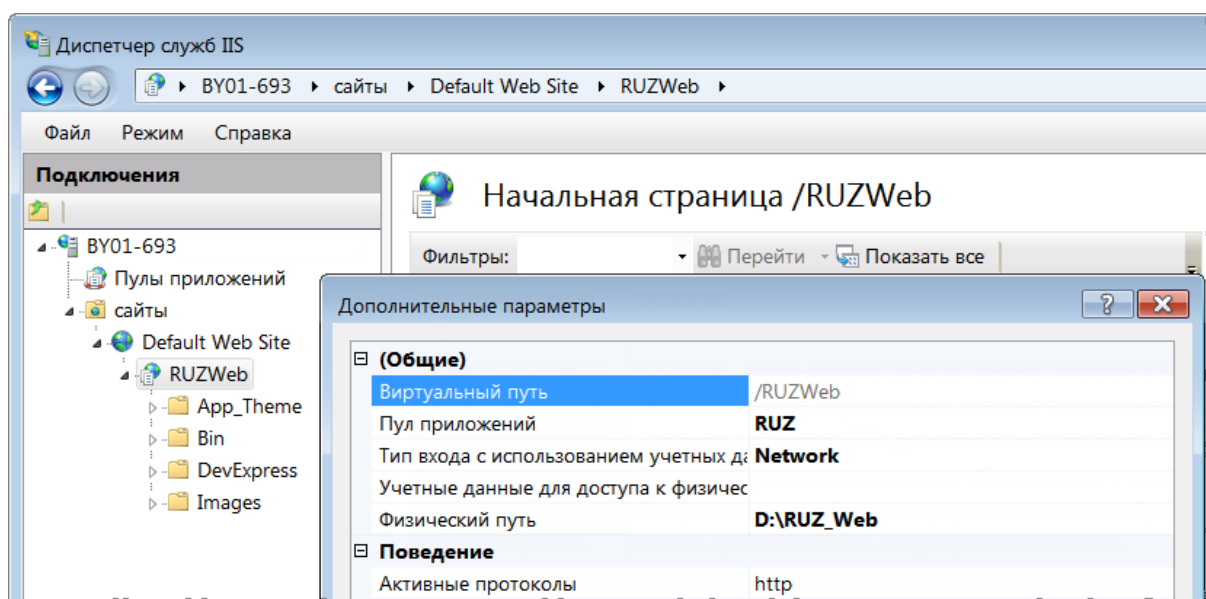 Диспетчер служб IIS
BY01-693 сайты Default Web Site RUZWeb
Файл Режим Справка
Подключения
BY01-693
Пулы приложений
сайты
Default Web Site
RUZWeb
App_Theme
Bin
DevExpress
Images
Начальная страница /RUZWeb
Фильтры: Перейти Показать все
Дополнительные параметры
(Общие)
Виртуальный путь /RUZWeb
Пул приложений RUZ
Тип входа с использованием учетных да Network
Учетные данные для доступа к физичес
Физический путь D:\RUZ_Web
Поведение
Активные протоколы http